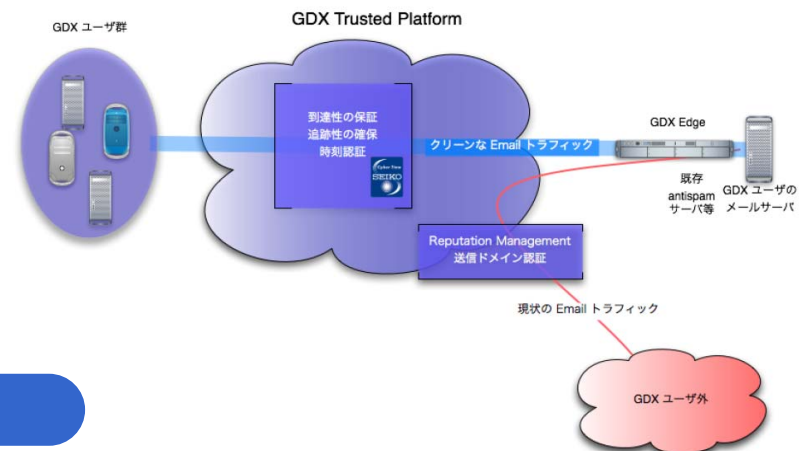 GDX Trusted Platform
GDX ユーザ群
到達性の保証
追跡性の確保
時刻認証
Cyber Time
SEIKO
クリーンな Email トラフィック
GDX Edge
既存
antispam
サーバ等
GDX ユーザの
メールサーバ
Reputation Management
送信ドメイン認証
現状の Email トラフィック
GDX ユーザ外